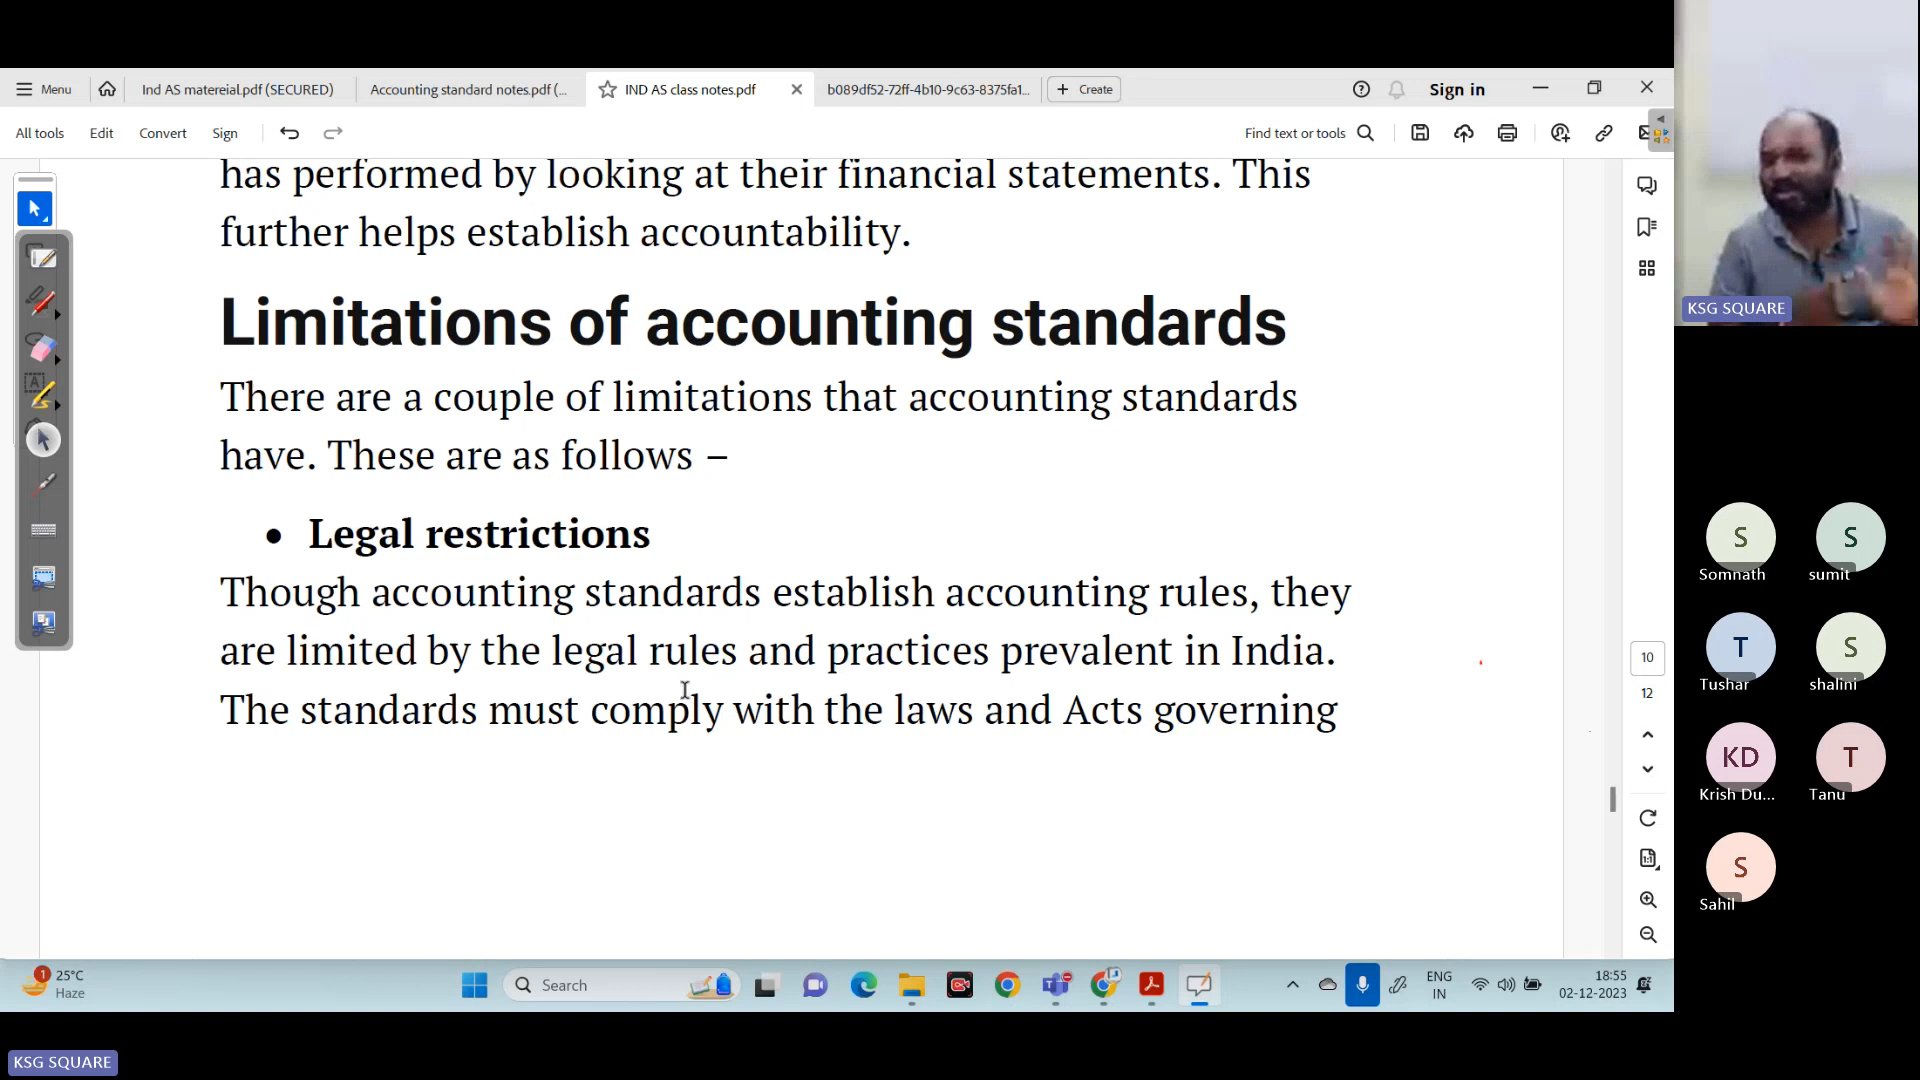 Menu
Ind AS matereial.pdf (SECURED)
Accounting standard notes.pdf (...
IND AS class notes.pdf
b089df52-72ff-4b10-9c63-8375fa1...
Create
Sign in
All tools
Edit
Convert
Sign
Find text or tools
has performed by looking at their financial statements. This
further helps establish accountability.
Limitations of accounting standards
There are a couple of limitations that accounting standards
have. These are as follows –
• Legal restrictions
Though accounting standards establish accounting rules, they
are limited by the legal rules and practices prevalent in India.
The standards must comply with the laws and Acts governing
10
12
KSG SQUARE
S
Somnath
S
sumit
T
Tushar
S
shalini
KD
Krish Du...
T
Tanu
S
Sahil
1
25°C
Haze
Search
ENG
IN
18:55
02-12-2023
KSG SQUARE